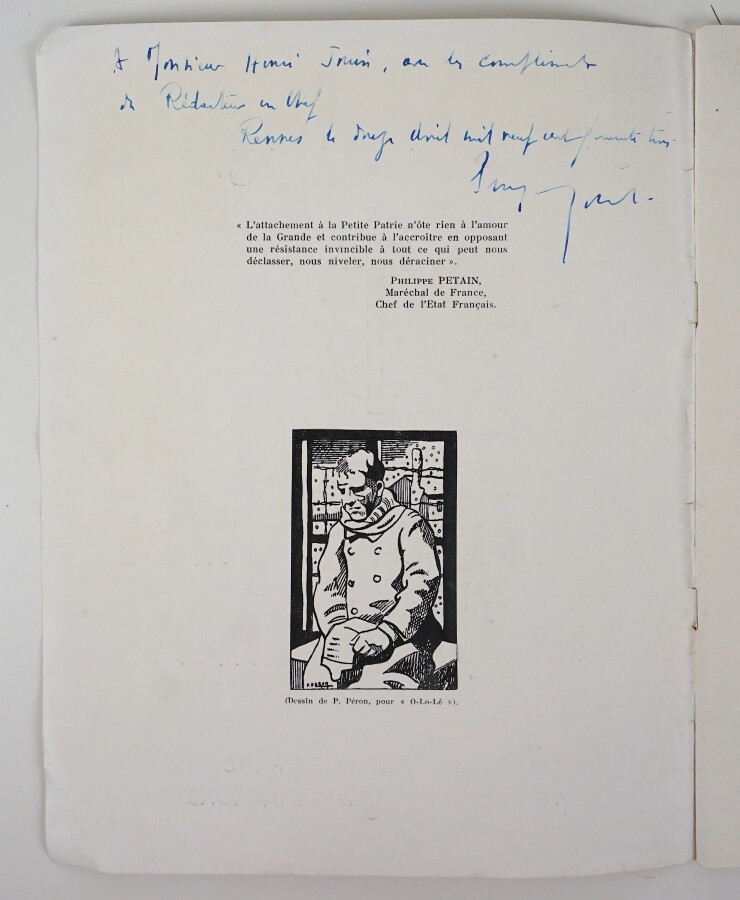 A Monsieur Henri Jouin, avec les compliments
du Rédacteur en Chef
Rennes le douze Avril mil neuf cent quarante trois
« L'attachement à la Petite Patrie n'ôte rien à l'amour
de la Grande et contribue à l'accroître en opposant
une résistance invincible à tout ce qui peut nous
déclasser, nous niveler, nous déraciner ».
PHILIPPE PETAIN,
Maréchal de France,
Chef de l'Etat Français.
P. PÉRON
(Dessin de P. Péron, pour « O-Lo-Lê »).